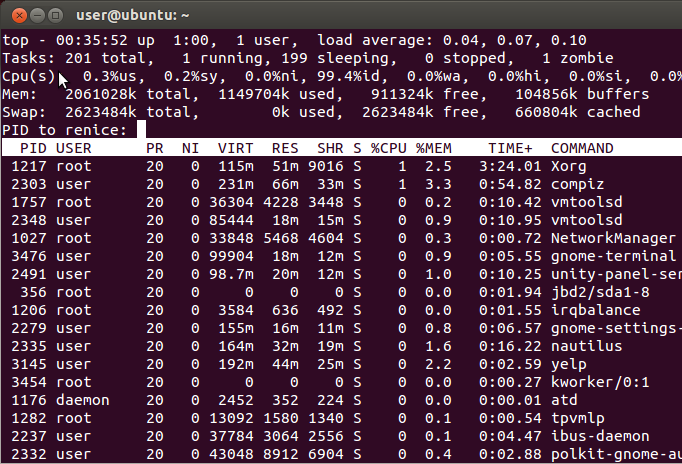 user@ubuntu: ~
top - 00:35:52 up  1:00,  1 user,  load average: 0.04, 0.07, 0.10
Tasks: 201 total,   1 running, 199 sleeping,   0 stopped,   1 zombie
Cpu(s):  0.3%us,  0.2%sy,  0.0%ni, 99.4%id,  0.0%wa,  0.0%hi,  0.0%si,  0.0%
Mem:   2061028k total,  1149704k used,   911324k free,   104856k buffers
Swap:  2623484k total,        0k used,  2623484k free,   660804k cached
PID to renice:
  PID USER      PR  NI  VIRT  RES  SHR S %CPU %MEM    TIME+  COMMAND
 1217 root      20   0  115m  51m 9016 S    1  2.5   3:24.01 Xorg
 2303 user      20   0  231m  66m  33m S    1  3.3   0:54.82 compiz
 1757 root      20   0 36304 4228 3448 S    0  0.2   0:10.42 vmtoolsd
 2348 user      20   0 85444  18m  15m S    0  0.9   0:10.95 vmtoolsd
 1027 root      20   0 33848 5468 4604 S    0  0.3   0:00.72 NetworkManager
 3476 user      20   0 99904  18m  12m S    0  0.9   0:05.55 gnome-terminal
 2491 user      20   0 98.7m  20m  12m S    0  1.0   0:10.25 unity-panel-ser
  356 root      20   0     0    0    0 S    0  0.0   0:01.94 jbd2/sda1-8
 1206 root      20   0  3584  636  492 S    0  0.0   0:01.55 irqbalance
 2279 user      20   0  155m  16m  11m S    0  0.8   0:06.57 gnome-settings-
 2335 user      20   0  164m  32m  19m S    0  1.6   0:16.22 nautilus
 3145 user      20   0  192m  44m  25m S    0  2.2   0:02.59 yelp
 3454 root      20   0     0    0    0 S    0  0.0   0:00.27 kworker/0:1
 1176 daemon    20   0  2452  352  224 S    0  0.0   0:00.01 atd
 1282 root      20   0 13092 1580 1340 S    0  0.1   0:00.54 tpvmlp
 2237 user      20   0 37784 3064 2556 S    0  0.1   0:04.47 ibus-daemon
 2332 user      20   0 43048 8912 6904 S    0  0.4   0:02.88 polkit-gnome-au